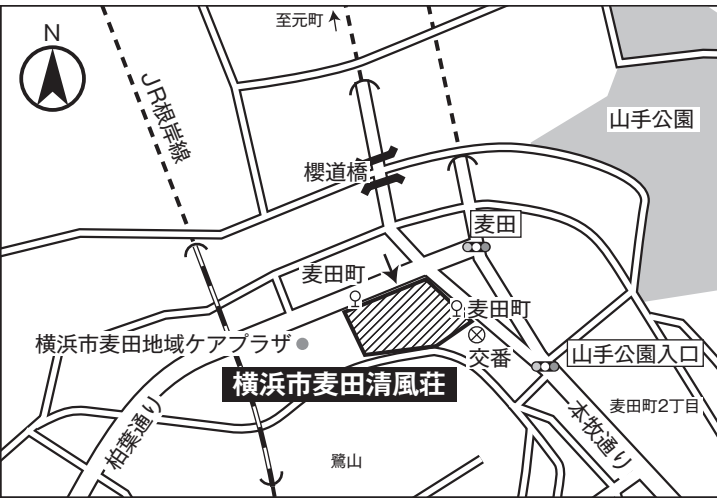 至元町
N
JR根岸線
山手公園
櫻道橋
麦田
麦田町
麦田町
横浜市麦田地域ケアプラザ
交番
山手公園入口
横浜市麦田清風荘
麦田町2丁目
柏葉通り
本牧通り
鷺山